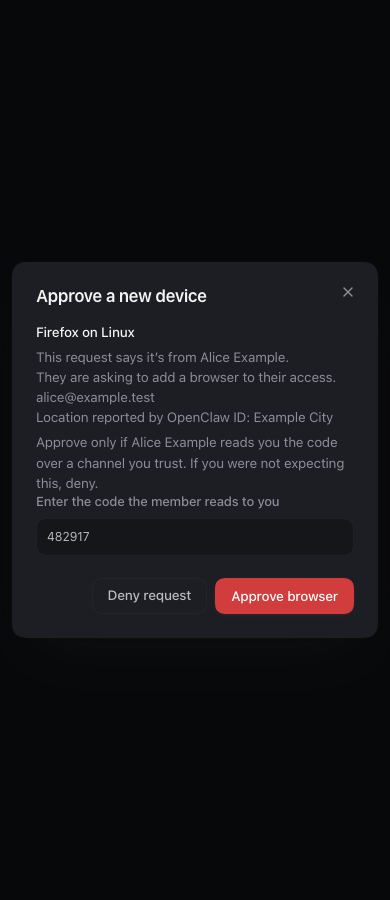 Approve a new device
Firefox on Linux
This request says it’s from Alice Example.
They are asking to add a browser to their access.
alice@example.test
Location reported by OpenClaw ID: Example City
Approve only if Alice Example reads you the code
over a channel you trust. If you were not expecting
this, deny.
Enter the code the member reads to you
482917
Deny request
Approve browser